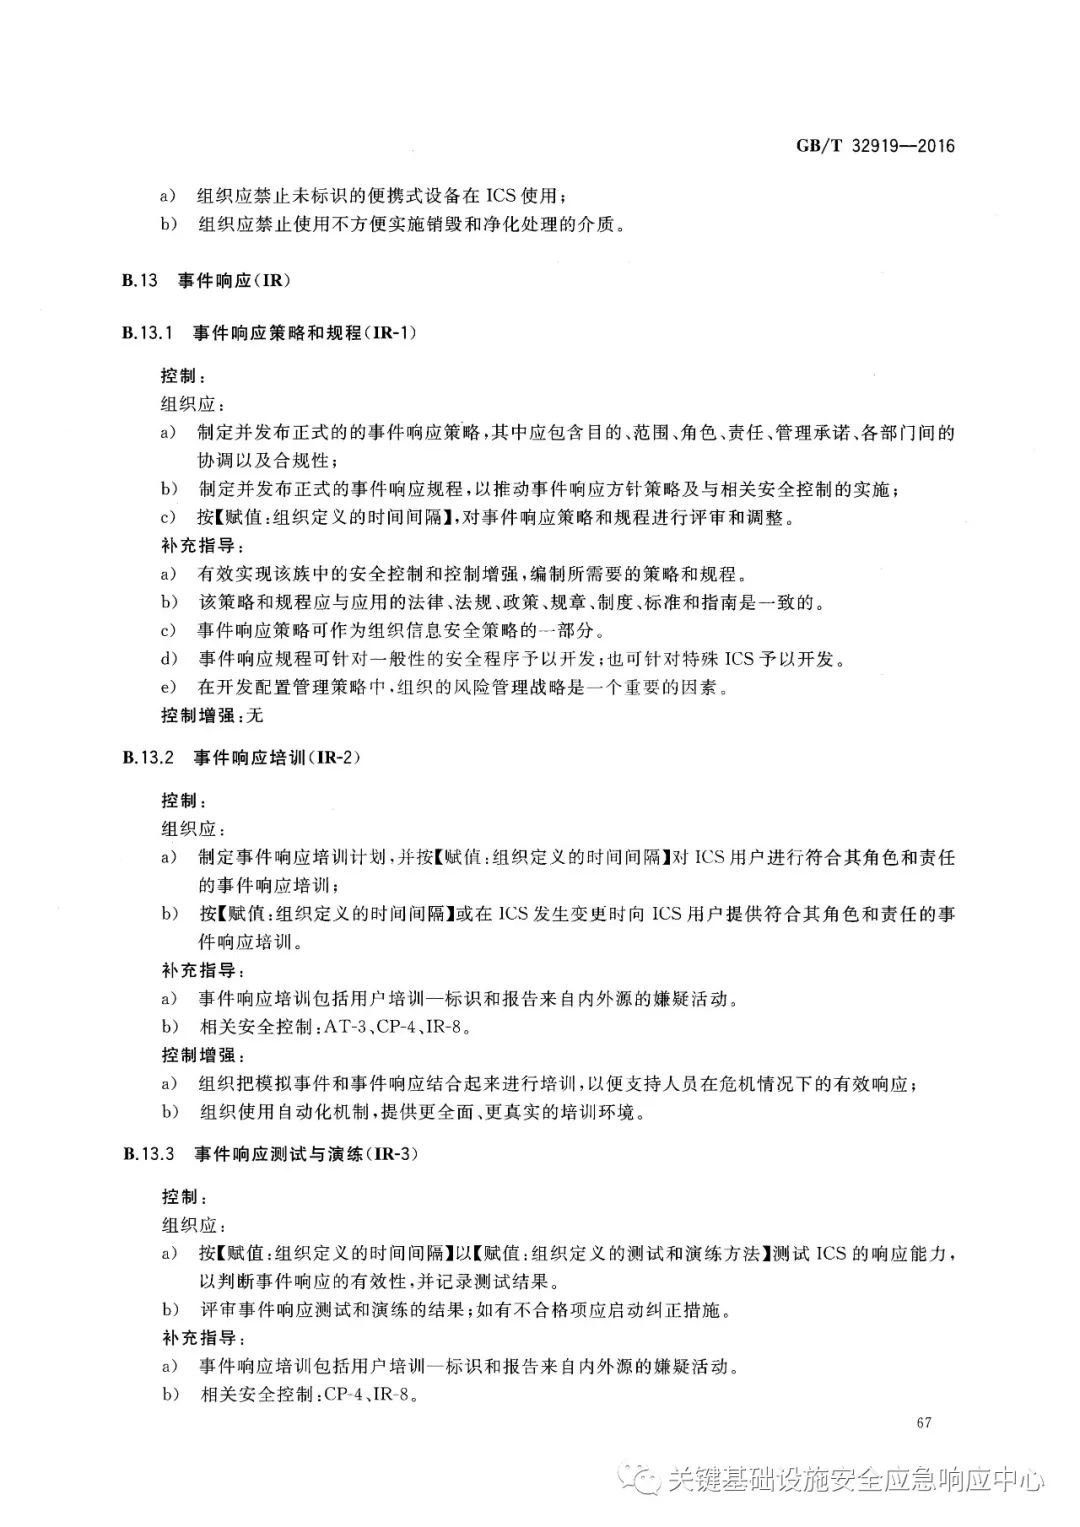 GB/T 32919—2016
a) 组织应禁止未标识的便携式设备在 ICS 使用;
b) 组织应禁止使用不方便实施销毁和净化处理的介质。
B.13 事件响应(IR)
B.13.1 事件响应策略和规程(IR-1)
控制:
组织应:
a) 制定并发布正式的的事件响应策略,其中应包含目的、范围、角色、责任、管理承诺、各部门间的
协调以及合规性;
b) 制定并发布正式的事件响应规程,以推动事件响应方针策略及与相关安全控制的实施;
c) 按【赋值:组织定义的时间间隔】,对事件响应策略和规程进行评审和调整。
补充指导:
a) 有效实现该族中的安全控制和控制增强,编制所需要的策略和规程。
b) 该策略和规程应与应用的法律、法规、政策、规章、制度、标准和指南是一致的。
c) 事件响应策略可作为组织信息安全策略的一部分。
d) 事件响应规程可针对一般性的安全程序予以开发;也可针对特殊 ICS 予以开发。
e) 在开发配置管理策略中,组织的风险管理战略是一个重要的因素。
控制增强:无
B.13.2 事件响应培训(IR-2)
控制:
组织应:
a) 制定事件响应培训计划,并按【赋值:组织定义的时间间隔】对 ICS 用户进行符合其角色和责任
的事件响应培训;
b) 按【赋值:组织定义的时间间隔】或在 ICS 发生变更时向 ICS 用户提供符合其角色和责任的事
件响应培训。
补充指导:
a) 事件响应培训包括用户培训—标识和报告来自内外源的嫌疑活动。
b) 相关安全控制:AT-3、CP-4、IR-8。
控制增强:
a) 组织把模拟事件和事件响应结合起来进行培训,以便支持人员在危机情况下的有效响应;
b) 组织使用自动化机制,提供更全面、更真实的培训环境。
B.13.3 事件响应测试与演练(IR-3)
控制:
组织应:
a) 按【赋值:组织定义的时间间隔】以【赋值:组织定义的测试和演练方法】测试 ICS 的响应能力,
以判断事件响应的有效性,并记录测试结果。
b) 评审事件响应测试和演练的结果;如有不合格项应启动纠正措施。
补充指导:
a) 事件响应培训包括用户培训—标识和报告来自内外源的嫌疑活动。
b) 相关安全控制:CP-4、IR-8。
67
关键基础设施安全应急响应中心